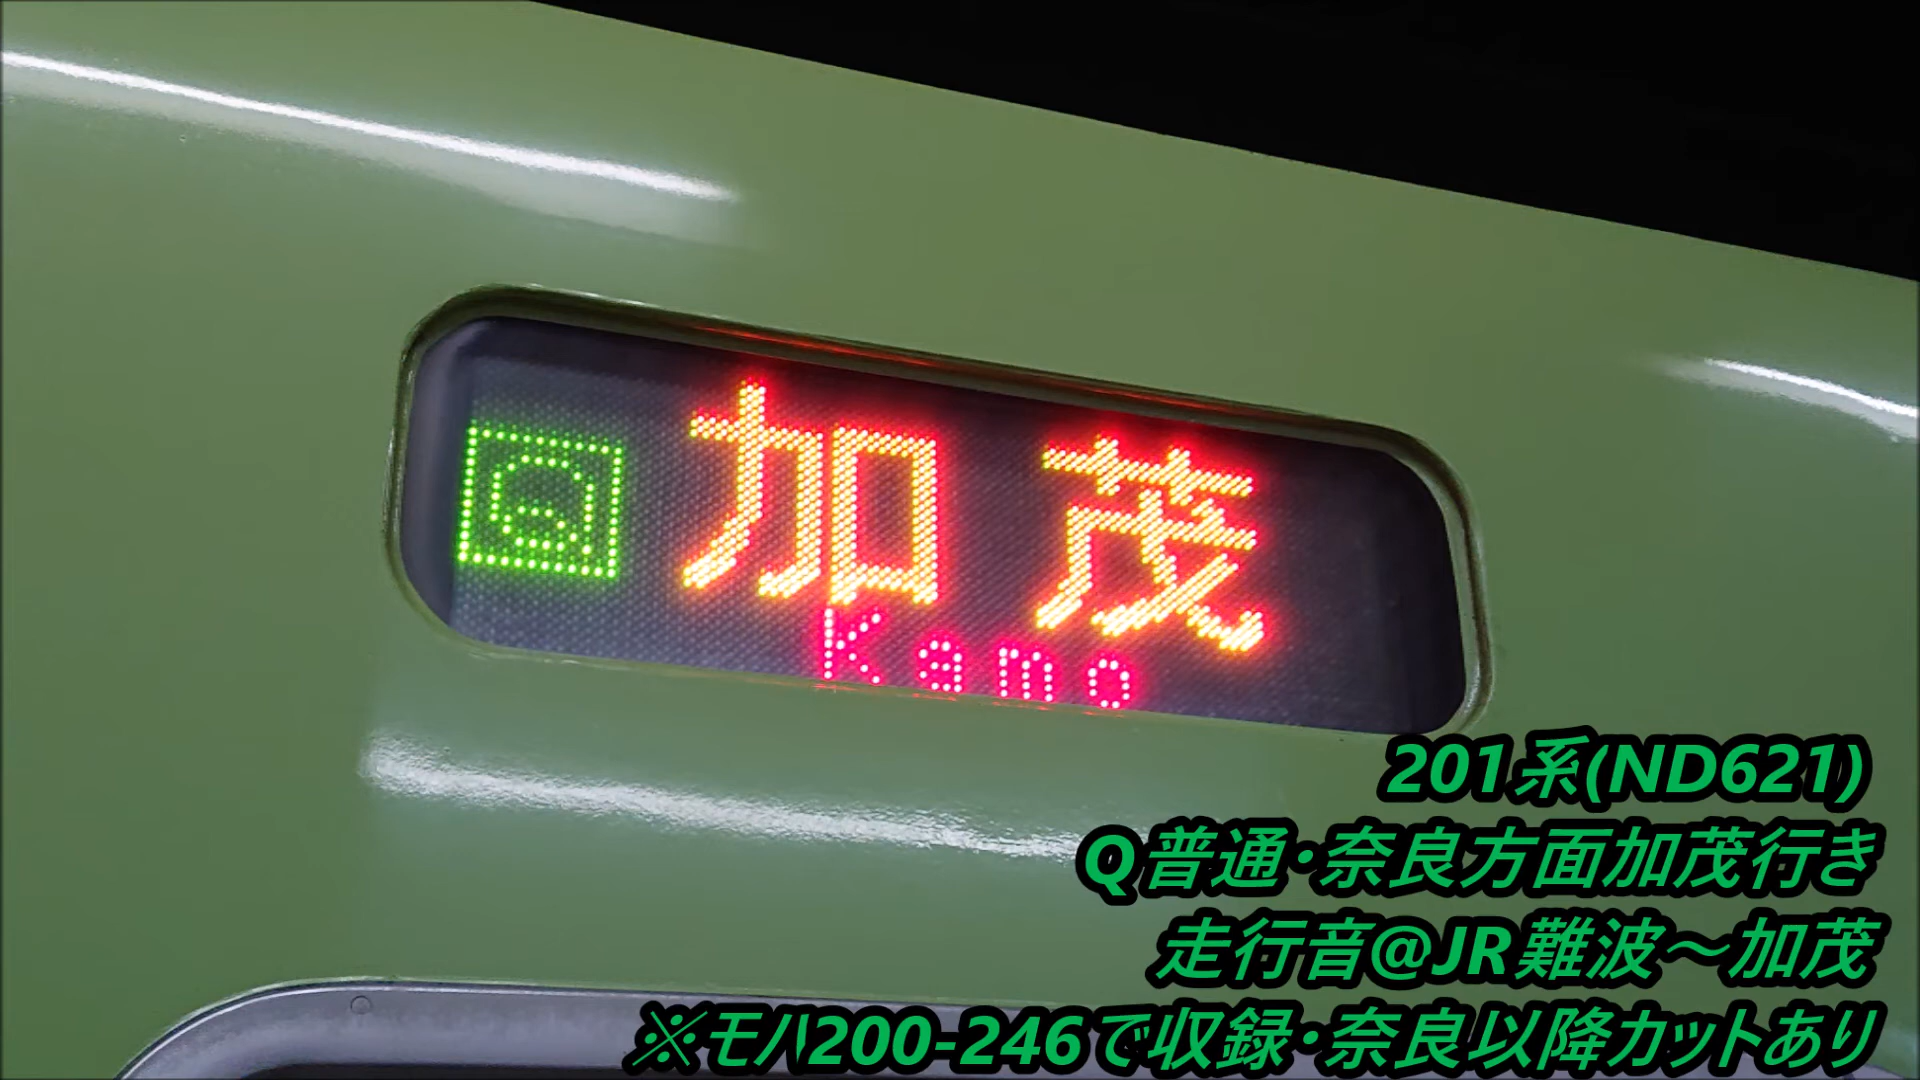 Q 加茂
Kamo
201系(ND621)
Q普通・奈良方面加茂行き
走行音@JR難波～加茂
※モハ200-246で収録・奈良以降カットあり